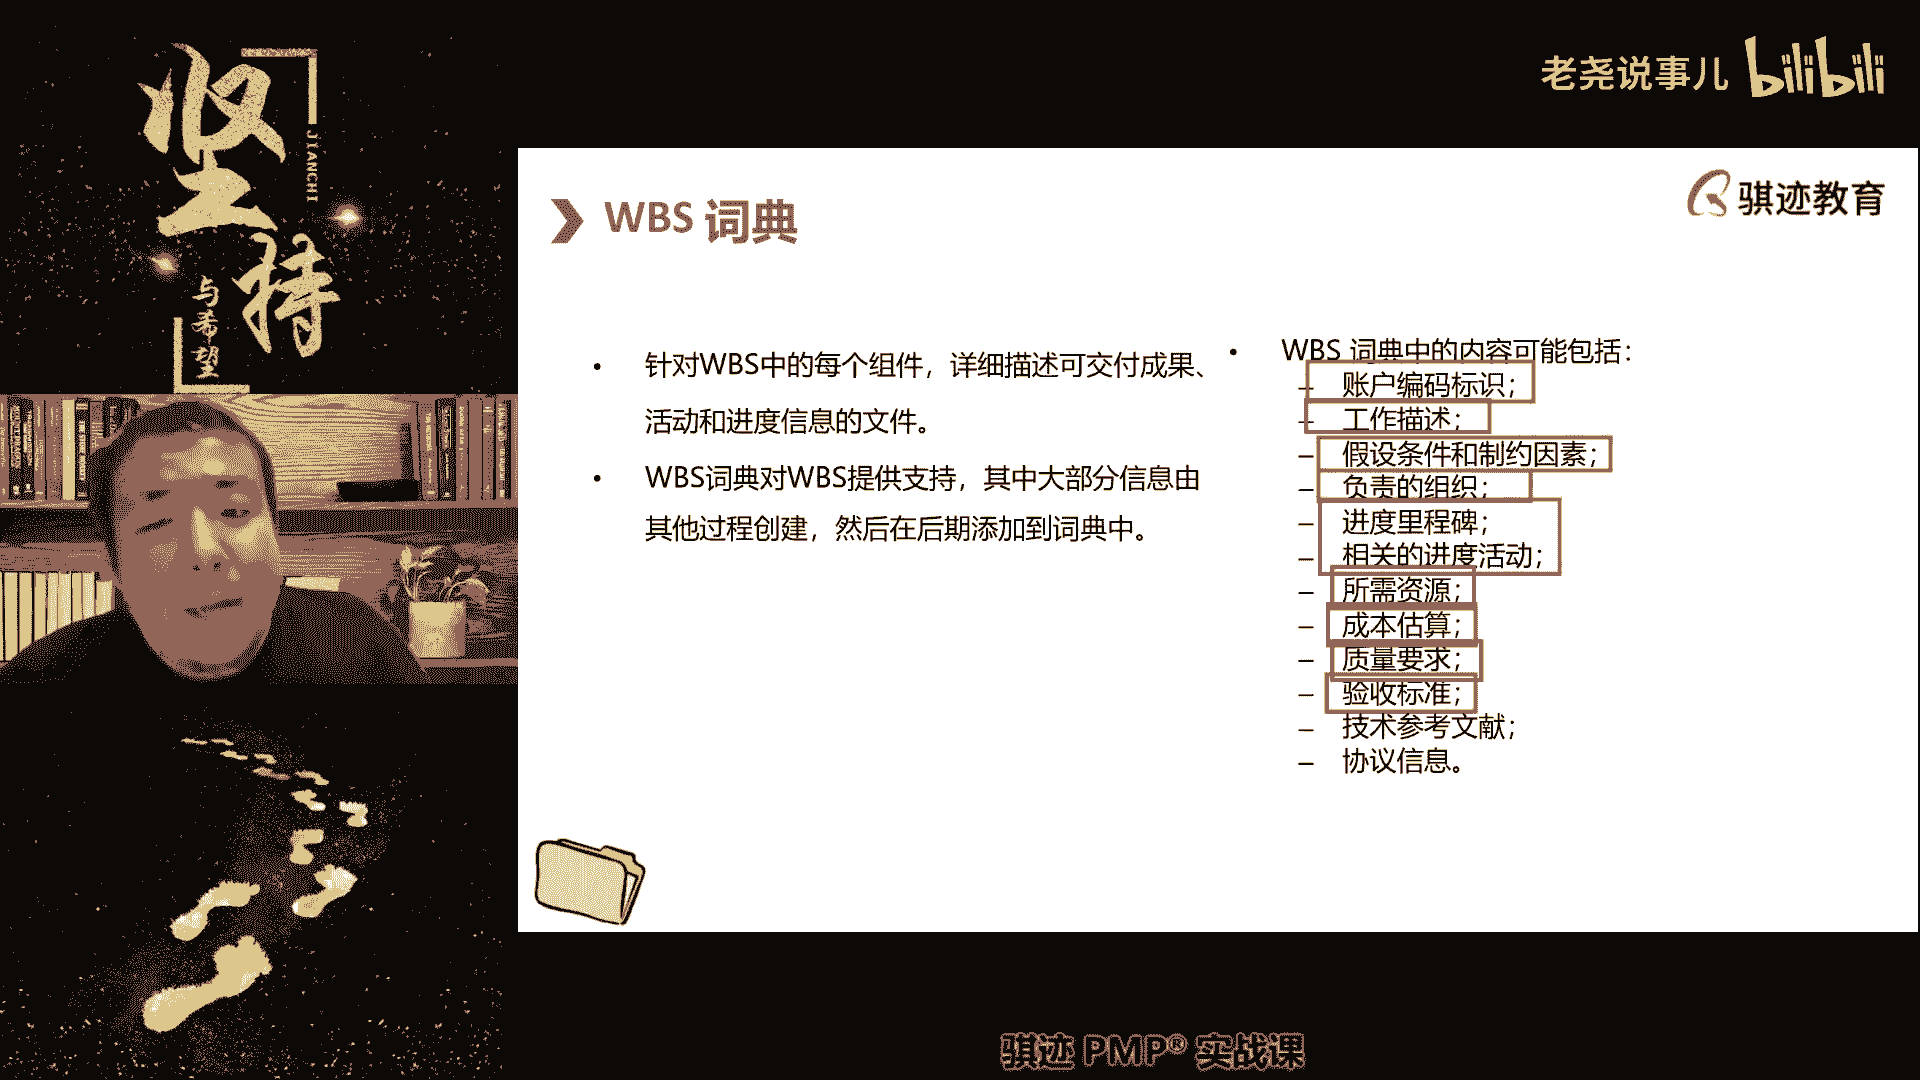 坚持
JIANCHI
与希望
老尧说事儿 bilibili
骐迹教育
WBS 词典
• 针对WBS中的每个组件，详细描述可交付成果、
活动和进度信息的文件。
• WBS词典对WBS提供支持，其中大部分信息由
其他过程创建，然后在后期添加到词典中。
• WBS 词典中的内容可能包括：
– 账户编码标识；
– 工作描述；
– 假设条件和制约因素；
– 负责的组织；
– 进度里程碑；
– 相关的进度活动；
– 所需资源；
– 成本估算；
– 质量要求；
– 验收标准；
– 技术参考文献；
– 协议信息。
骐迹 PMP® 实战课